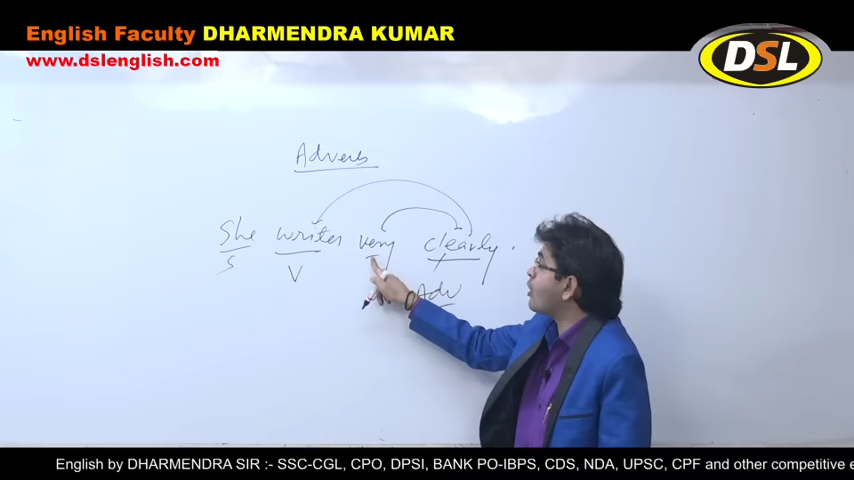 English Faculty DHARMENDRA KUMAR
www.dslenglish.com
DSL
Adverb
She writes very clearly.
S V Adv
English by DHARMENDRA SIR :- SSC-CGL, CPO, DPSI, BANK PO-IBPS, CDS, NDA, UPSC, CPF and other competitive e